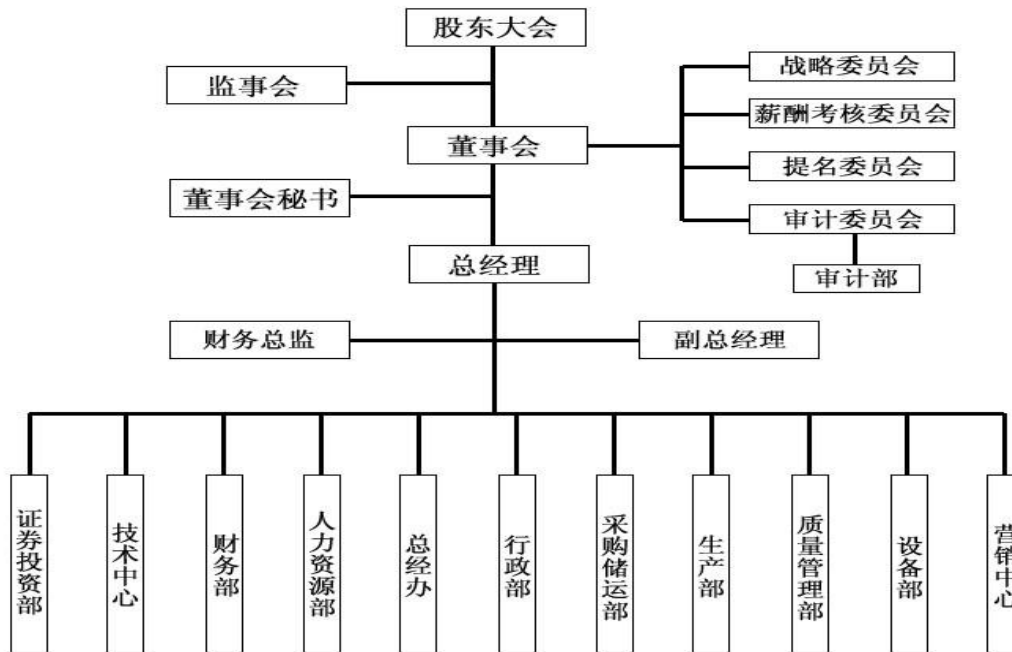 股东大会
监事会
战略委员会
薪酬考核委员会
董事会
提名委员会
董事会秘书
审计委员会
总经理
审计部
财务总监
副总经理
证券投资部
技术中心
财务部
人力资源部
总经办
行政部
采购储运部
生产部
质量管理部
设备部
营销中心